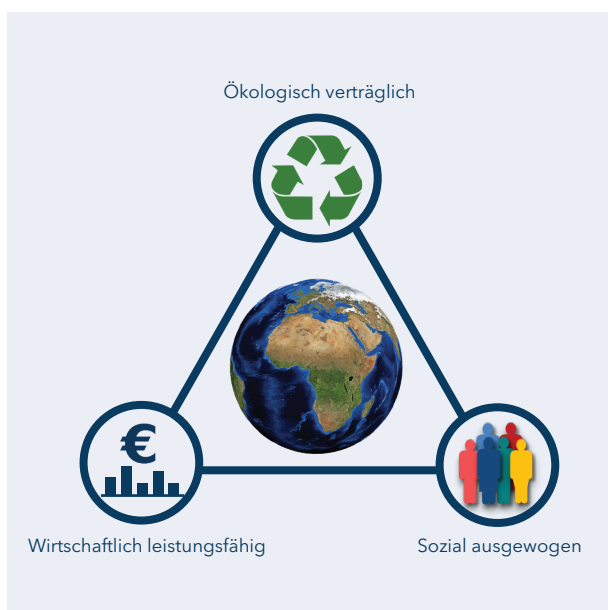 Ökologisch verträglich
€
Wirtschaftlich leistungsfähig
Sozial ausgewogen